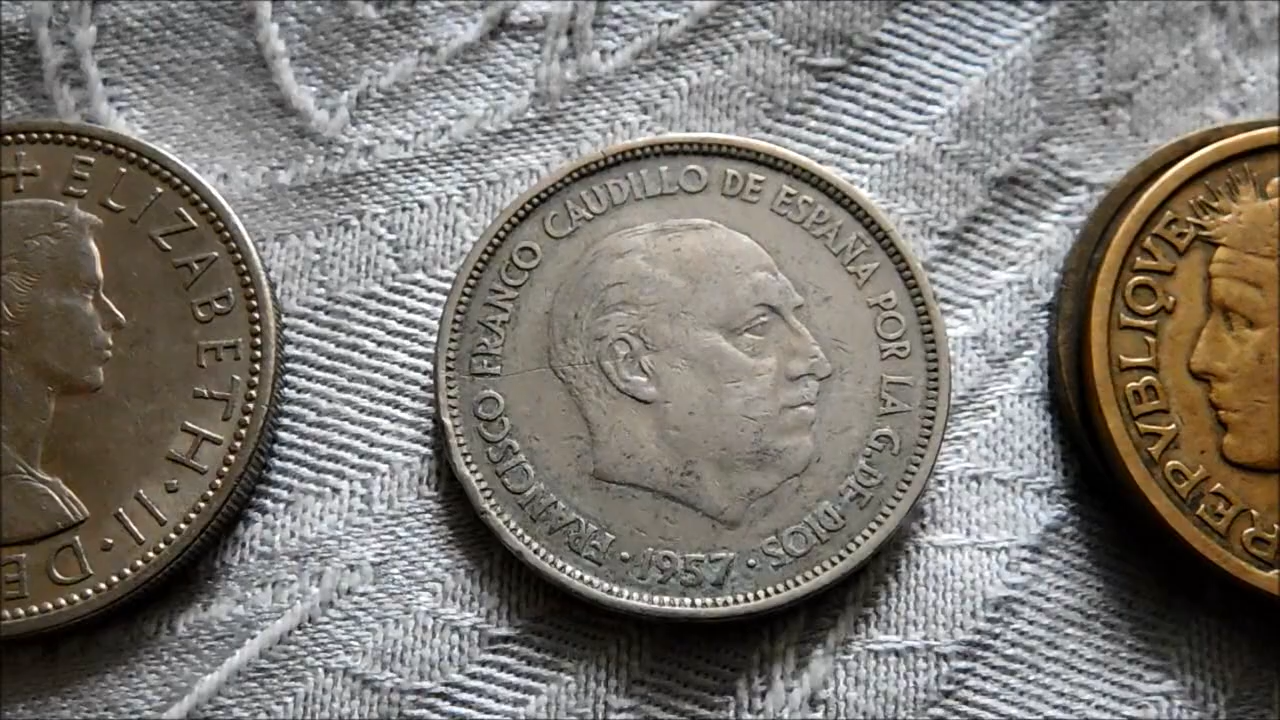 + ELIZABETH·II·DE
FRANCISCO FRANCO CAUDILLO DE ESPAÑA POR LA G. DE DIOS
·1957·
REPVBLIQVE